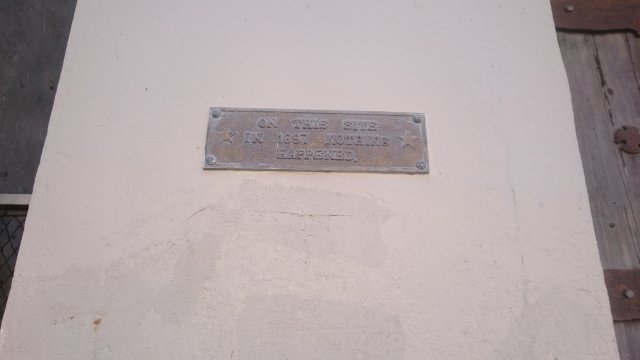 ON THIS SITE
IN 1897 NOTHING
HAPPENED.